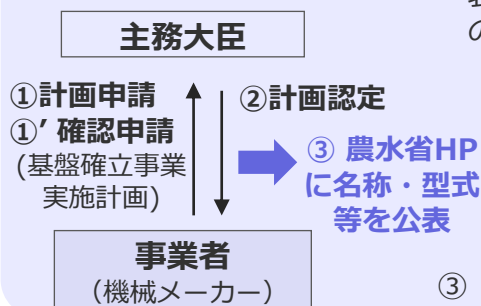 主務大臣
の
①計画申請
①’ 確認申請
(基盤確立事業
実施計画)
②計画認定
③ 農水省HP
に名称・型式
等を公表
事業者
（機械メーカー）
③